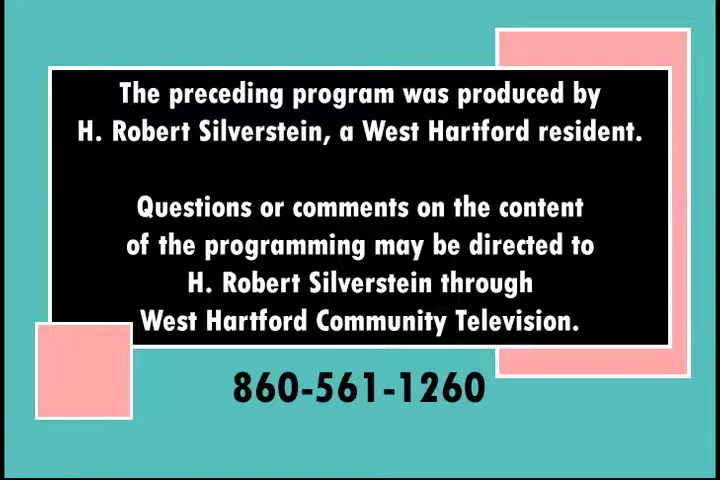 The preceding program was produced by
H. Robert Silverstein, a West Hartford resident.
Questions or comments on the content
of the programming may be directed to
H. Robert Silverstein through
West Hartford Community Television.
860-561-1260